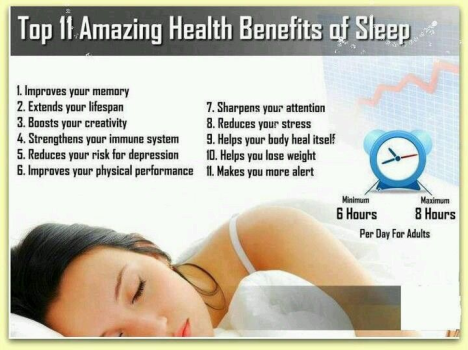 Top 11 Amazing Health Benefits of Sleep
1. Improves your memory
2. Extends your lifespan
3. Boosts your creativity
4. Strengthens your immune system
5. Reduces your risk for depression
6. Improves your physical performance
7. Sharpens your attention
8. Reduces your stress
9. Helps your body heal itself
10. Helps you lose weight
11. Makes you more alert
Minimum
6 Hours
Maximum
8 Hours
Per Day For Adults